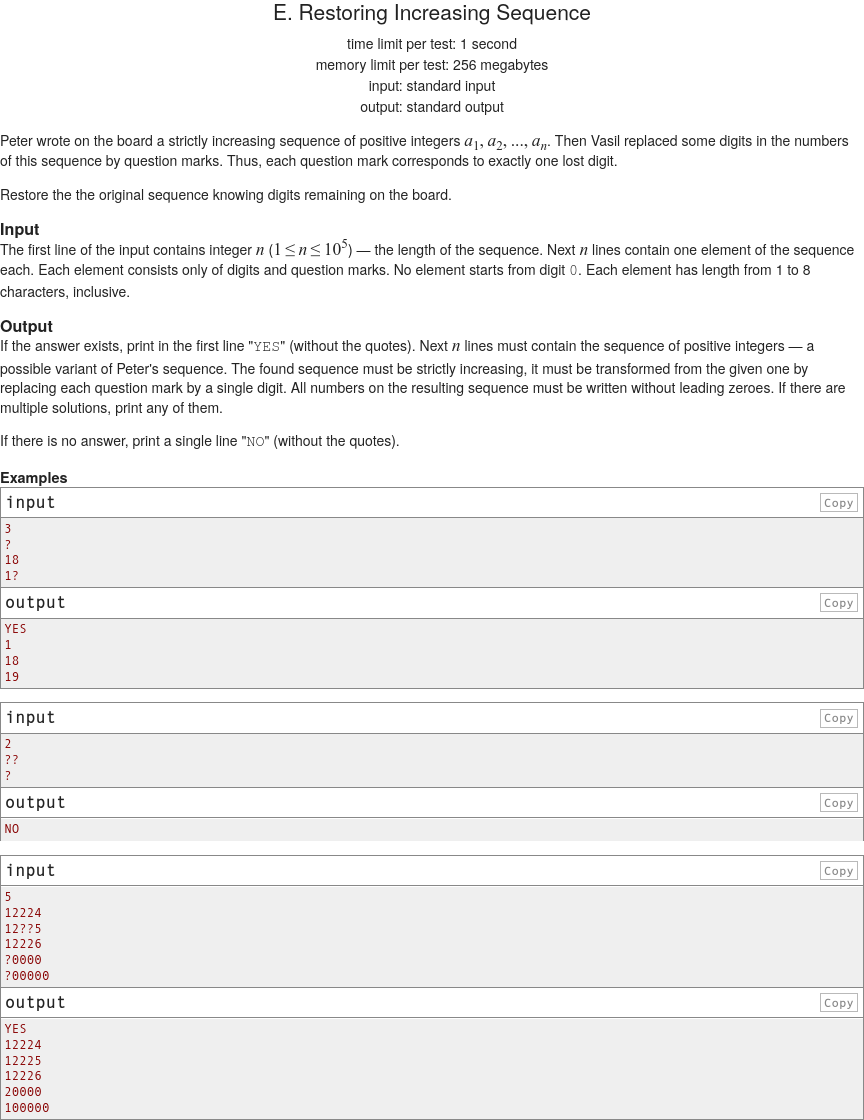 E. Restoring Increasing Sequence
time limit per test: 1 second
memory limit per test: 256 megabytes
input: standard input
output: standard output
Peter wrote on the board a strictly increasing sequence of positive integers a1, a2, ..., an. Then Vasil replaced some digits in the numbers
of this sequence by question marks. Thus, each question mark corresponds to exactly one lost digit.
Restore the the original sequence knowing digits remaining on the board.
Input
The first line of the input contains integer n (1 ≤ n ≤ 10^5) — the length of the sequence. Next n lines contain one element of the sequence
each. Each element consists only of digits and question marks. No element starts from digit 0. Each element has length from 1 to 8
characters, inclusive.
Output
If the answer exists, print in the first line "YES" (without the quotes). Next n lines must contain the sequence of positive integers — a
possible variant of Peter's sequence. The found sequence must be strictly increasing, it must be transformed from the given one by
replacing each question mark by a single digit. All numbers on the resulting sequence must be written without leading zeroes. If there are
multiple solutions, print any of them.
If there is no answer, print a single line "NO" (without the quotes).
Examples
input Copy
3
?
18
1?
output Copy
YES
1
18
19
input Copy
2
??
?
output Copy
NO
input Copy
5
12224
12??5
12226
?0000
?00000
output Copy
YES
12224
12225
12226
20000
100000